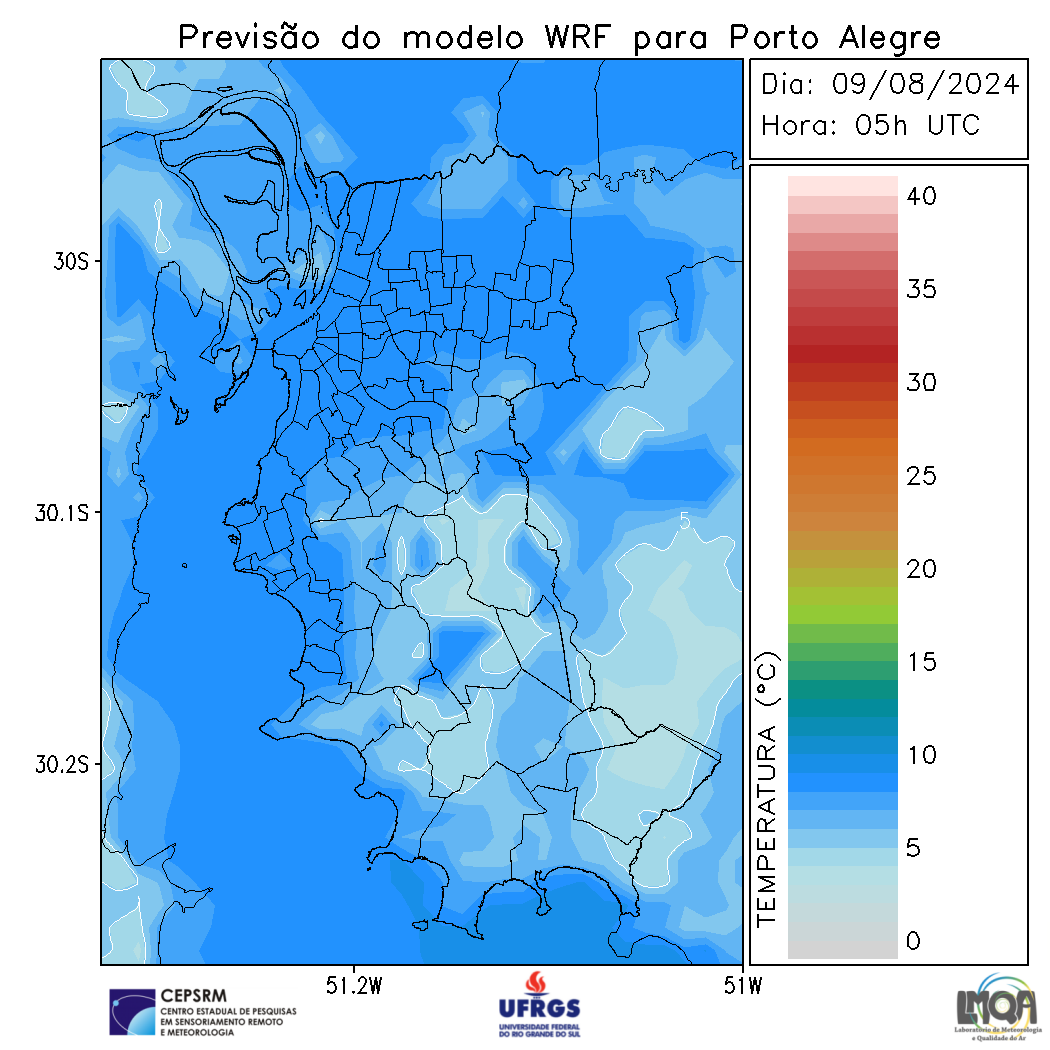 Previsão do modelo WRF para Porto Alegre
Dia: 09/08/2024
Hora: 05h UTC
30S
30.1S
30.2S
51.2W
51W
5
TEMPERATURA (°C)
40
35
30
25
20
15
10
5
0
CEPSRM
CENTRO ESTADUAL DE PESQUISAS
EM SENSORIAMENTO REMOTO
E METEOROLOGIA
UFRGS
UNIVERSIDADE FEDERAL
DO RIO GRANDE DO SUL
LMQA
Laboratório de Meteorologia
e Qualidade do Ar